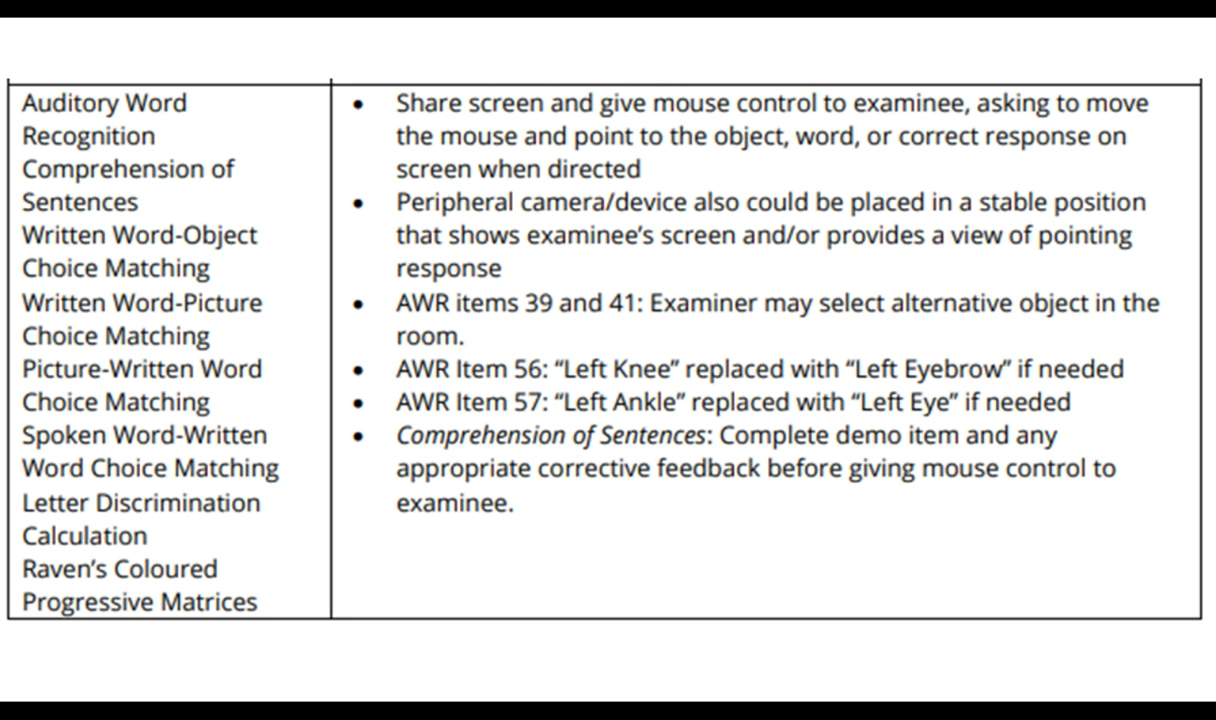 Auditory Word
Recognition
Comprehension of
Sentences
Written Word-Object
Choice Matching
Written Word-Picture
Choice Matching
Picture-Written Word
Choice Matching
Spoken Word-Written
Word Choice Matching
Letter Discrimination
Calculation
Raven’s Coloured
Progressive Matrices
• Share screen and give mouse control to examinee, asking to move
the mouse and point to the object, word, or correct response on
screen when directed
• Peripheral camera/device also could be placed in a stable position
that shows examinee’s screen and/or provides a view of pointing
response
• AWR items 39 and 41: Examiner may select alternative object in the
room.
• AWR Item 56: “Left Knee” replaced with “Left Eyebrow” if needed
• AWR Item 57: “Left Ankle” replaced with “Left Eye” if needed
• Comprehension of Sentences: Complete demo item and any
appropriate corrective feedback before giving mouse control to
examinee.